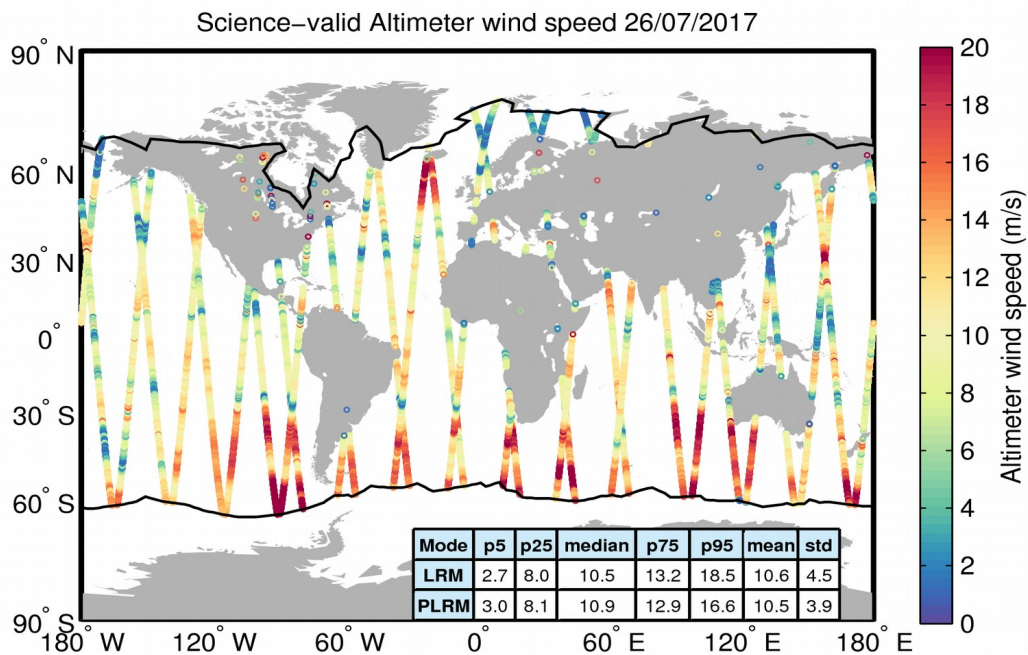 Science−valid Altimeter wind speed 26/07/2017
90° N
60° N
30° N
0°
30° S
60° S
90° S
180° W
120° W
60° W
0°
60° E
120° E
180° E
Mode p5 p25 median p75 p95 mean std
LRM 2.7 8.0 10.5 13.2 18.5 10.6 4.5
PLRM 3.0 8.1 10.9 12.9 16.6 10.5 3.9
20
18
16
14
12
10
8
6
4
2
0
Altimeter wind speed (m/s)